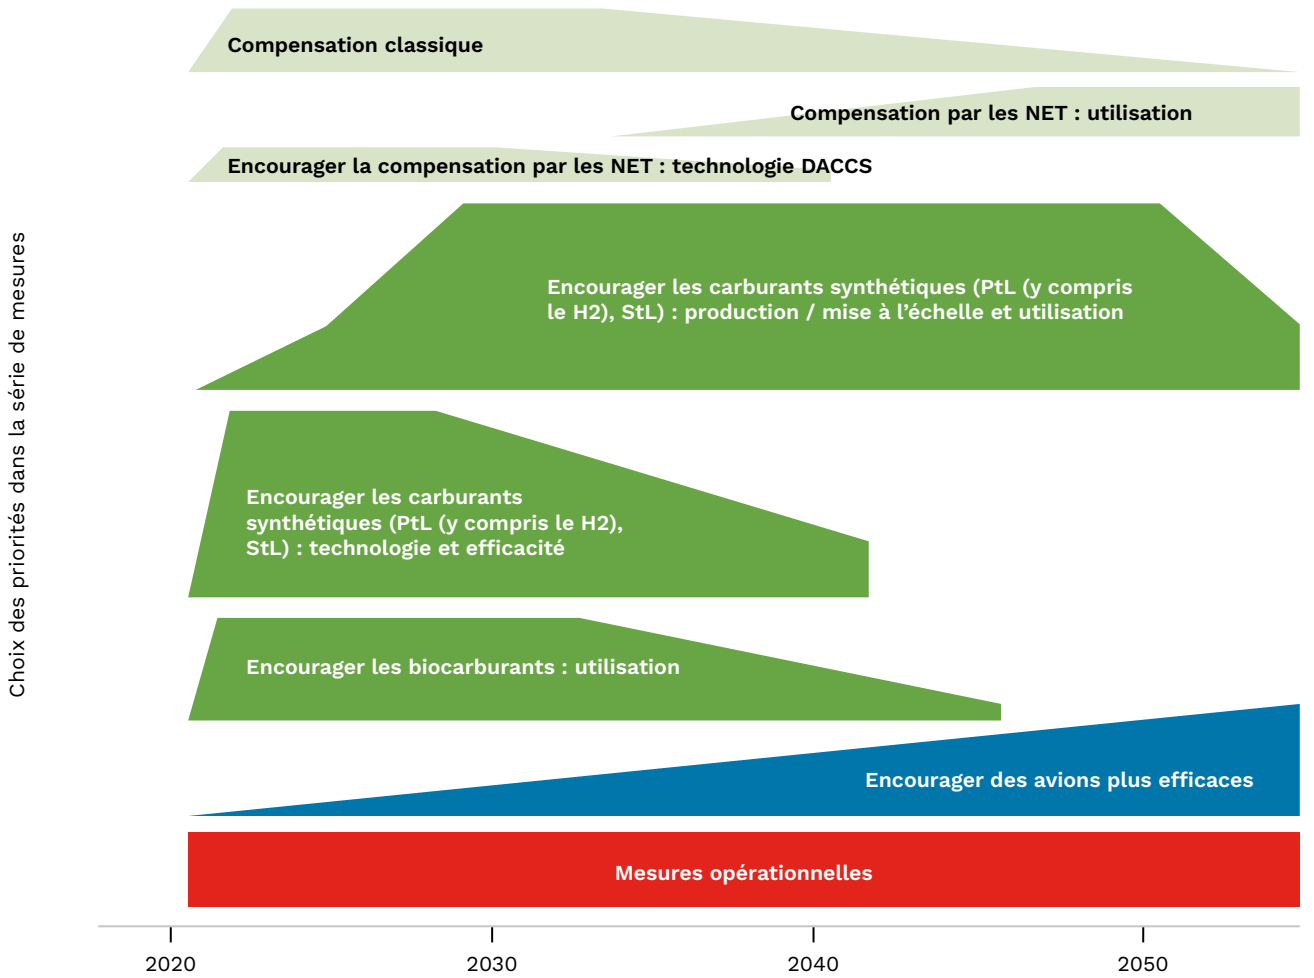 Compensation classique
Compensation par les NET : utilisation
Encourager la compensation par les NET : technologie DACCS
Choix des priorités dans la série de mesures
Encourager les carburants synthétiques (PtL (y compris
le H2), StL) : production / mise à l’échelle et utilisation
Encourager les carburants
synthétiques (PtL (y compris le H2),
StL) : technologie et efficacité
Encourager les biocarburants : utilisation
Encourager des avions plus efficaces
Mesures opérationnelles
2020 2030 2040 2050